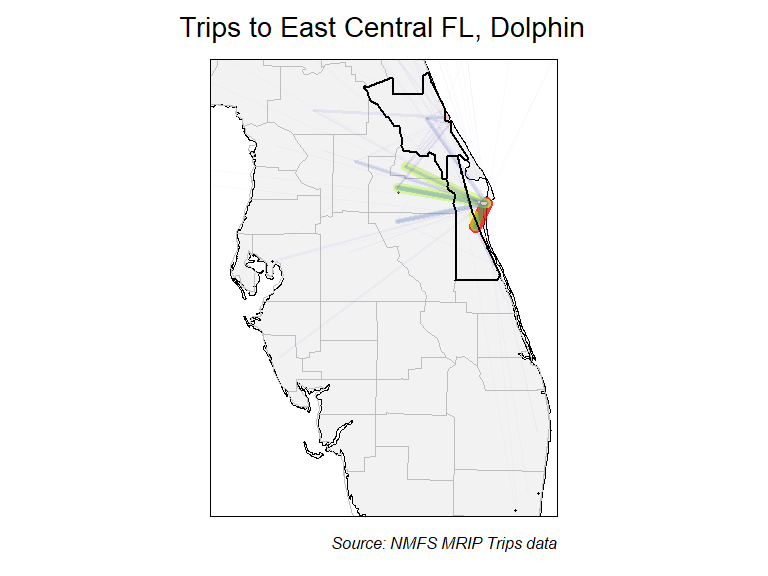 Trips to East Central FL, Dolphin
Source: NMFS MRIP Trips data